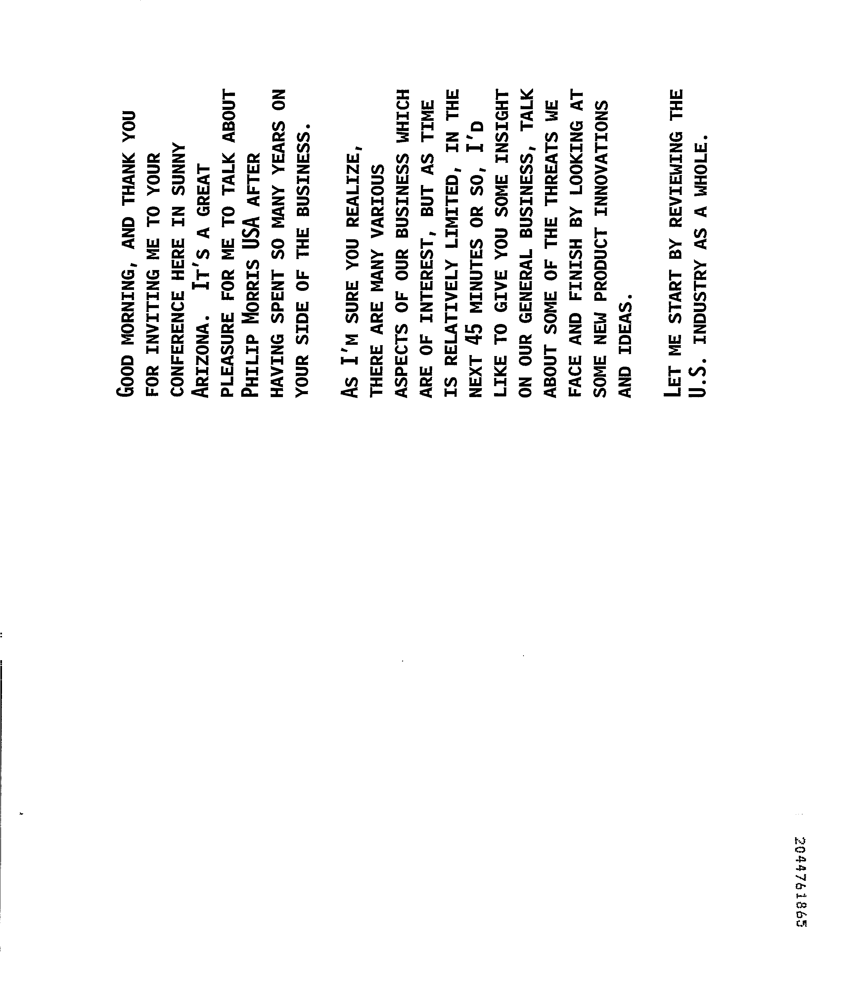 GOOD MORNING, AND THANK YOU
FOR INVITING ME TO YOUR
CONFERENCE HERE IN SUNNY
ARIZONA. IT'S A GREAT
PLEASURE FOR ME TO TALK ABOUT
PHILIP MORRIS USA AFTER
HAVING SPENT SO MANY YEARS ON
YOUR SIDE OF THE BUSINESS.
AS I'M SURE YOU REALIZE,
THERE ARE MANY VARIOUS
ASPECTS OF OUR BUSINESS WHICH
ARE OF INTEREST, BUT AS TIME
IS RELATIVELY LIMITED, IN THE
NEXT 45 MINUTES OR SO, I'D
LIKE TO GIVE YOU SOME INSIGHT
ON OUR GENERAL BUSINESS, TALK
ABOUT SOME OF THE THREATS WE
FACE AND FINISH BY LOOKING AT
SOME NEW PRODUCT INNOVATIONS
AND IDEAS.
LET ME START BY REVIEWING THE
U.S. INDUSTRY AS A WHOLE.
2044761865